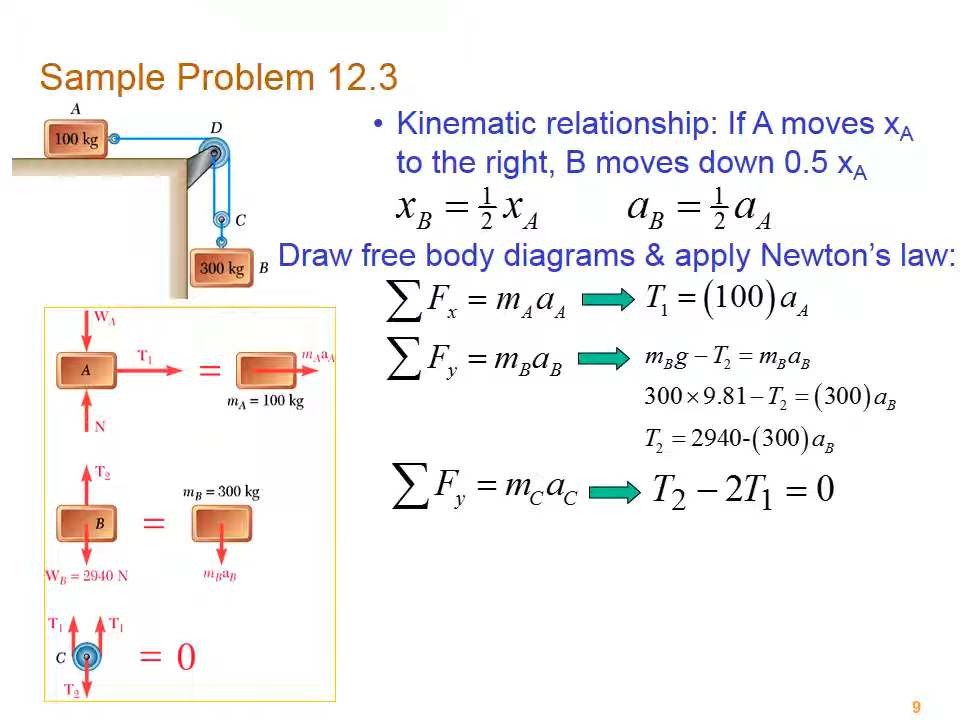 Sample Problem 12.3
A
100 kg
D
C
300 kg B
• Kinematic relationship: If A moves x_A
to the right, B moves down 0.5 x_A
x_B = ½ x_A a_B = ½ a_A
Draw free body diagrams & apply Newton's law:
∑ F_x = m_A a_A T_1 = (100) a_A
∑ F_y = m_B a_B m_B g − T_2 = m_B a_B
300 × 9.81 − T_2 = (300) a_B
T_2 = 2940-(300) a_B
∑ F_y = m_C a_C T_2 − 2T_1 = 0
W_A
T_1 m_A a_A
A =
m_A = 100 kg
N
T_2
m_B = 300 kg
B =
W_B = 2940 N m_B a_B
T_1 T_1
C = 0
T_2
9